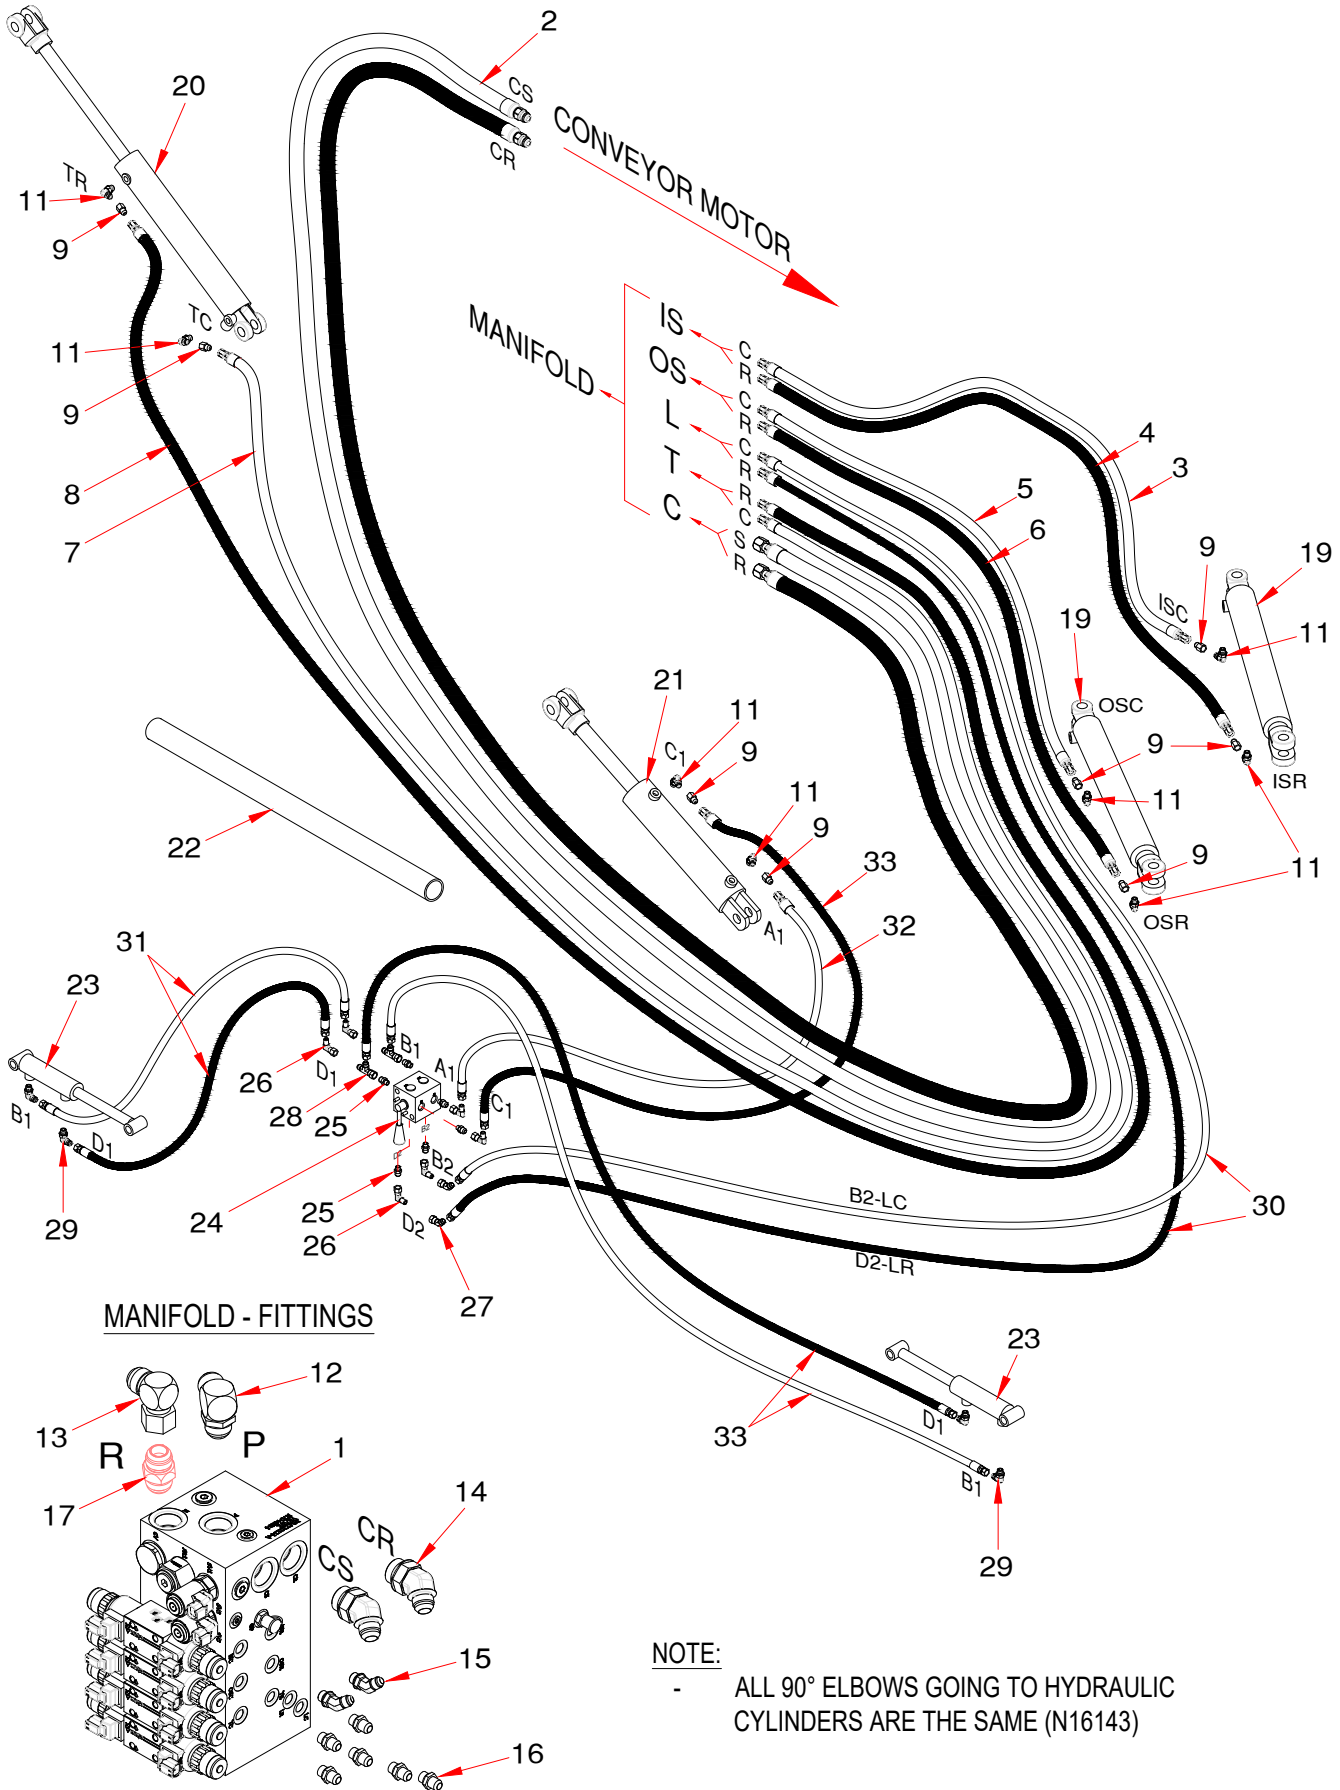 2
CS
20
CR
CONVEYOR MOTOR
TR
11
9
IS
C
R
MANIFOLD
OS
C
R
TC
11
L
C
R
4
9
T
R
C
3
8
5
7
C
S
R
6
9
19
ISC
11
19
OSC
21
11
C1
9
9
ISR
11
11
9
22
33
9
11
OSR
A1
32
31
23
B1
A1
26
D1
28
C1
B1
25
D1
B2
B2
29
24
25
26
D2
B2-LC
30
D2-LR
27
MANIFOLD - FITTINGS
23
12
13
D1
33
R
P
1
B1
17
14
CR
CS
29
15
NOTE:
- ALL 90° ELBOWS GOING TO HYDRAULIC
CYLINDERS ARE THE SAME (N16143)
16